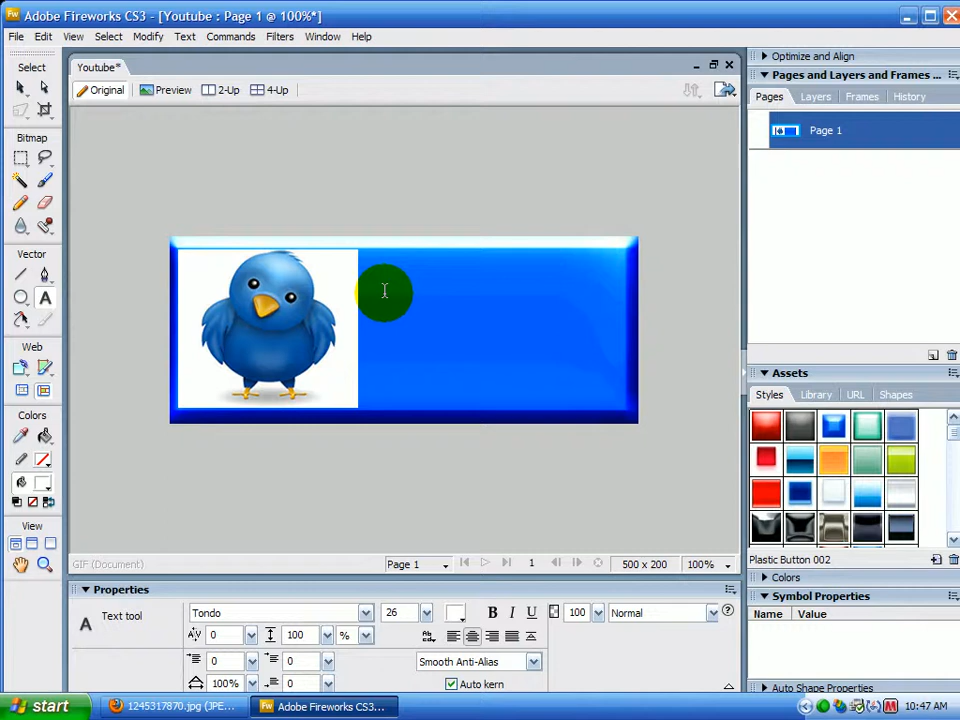 Adobe Fireworks CS3 - [Youtube : Page 1 @ 100%*]
File Edit View Select Modify Text Commands Filters Window Help
Select
Bitmap
Vector
Web
Colors
View
Youtube*
Original Preview 2-Up 4-Up
GIF (Document)
Page 1
1
500 x 200
100%
Optimize and Align
Pages and Layers and Frames ...
Pages Layers Frames History
Page 1
Assets
Styles Library URL Shapes
Plastic Button 002
Colors
Symbol Properties
Name Value
Auto Shape Properties
Properties
A Text tool
Tondo 26 B I U 100 Normal
0 100 %
0 0 Smooth Anti-Alias
100% 0 Auto kern
start 1245317870.jpg (JPE... Adobe Fireworks CS3... 10:47 AM